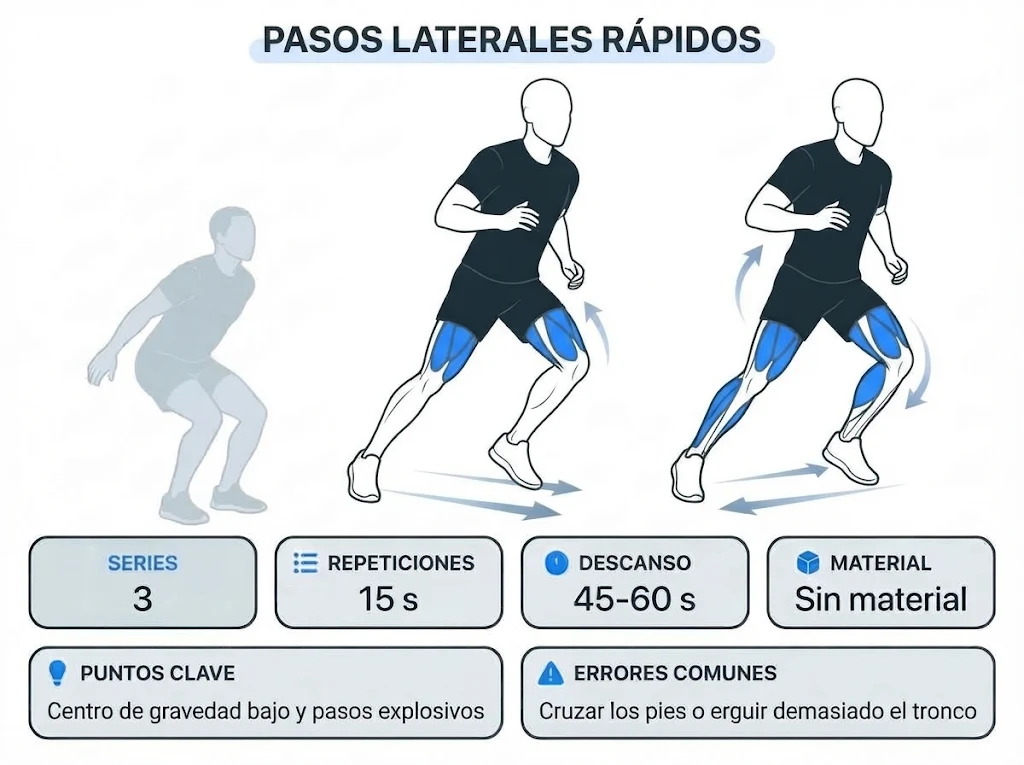 PASOS LATERALES RÁPIDOS
SERIES
3
REPETICIONES
15 s
DESCANSO
45-60 s
MATERIAL
Sin material
PUNTOS CLAVE
Centro de gravedad bajo y pasos explosivos
ERRORES COMUNES
Cruzar los pies o erguir demasiado el tronco